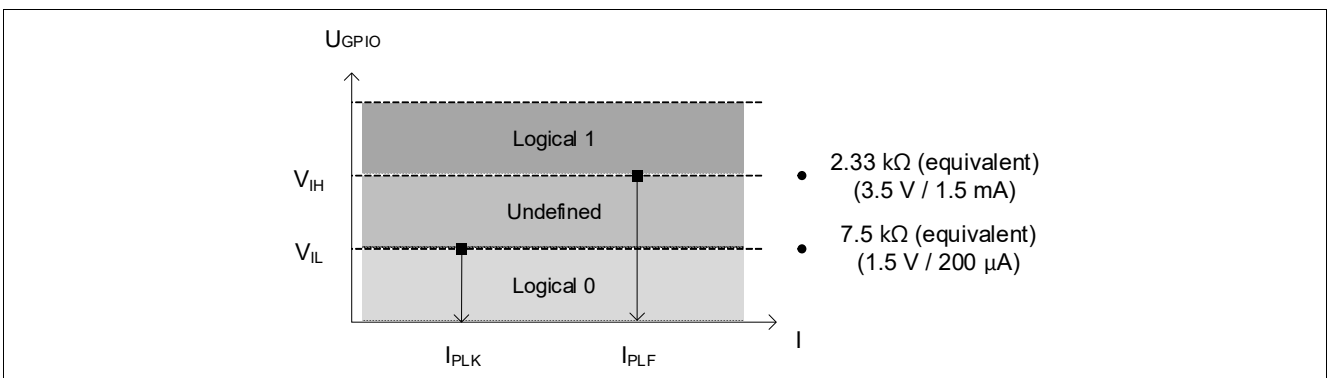 UGPIO
Logical 1
VIH
Undefined
VIL
Logical 0
IPLK
IPLF
I
• 2.33 kΩ (equivalent)
(3.5 V / 1.5 mA)
• 7.5 kΩ (equivalent)
(1.5 V / 200 µA)